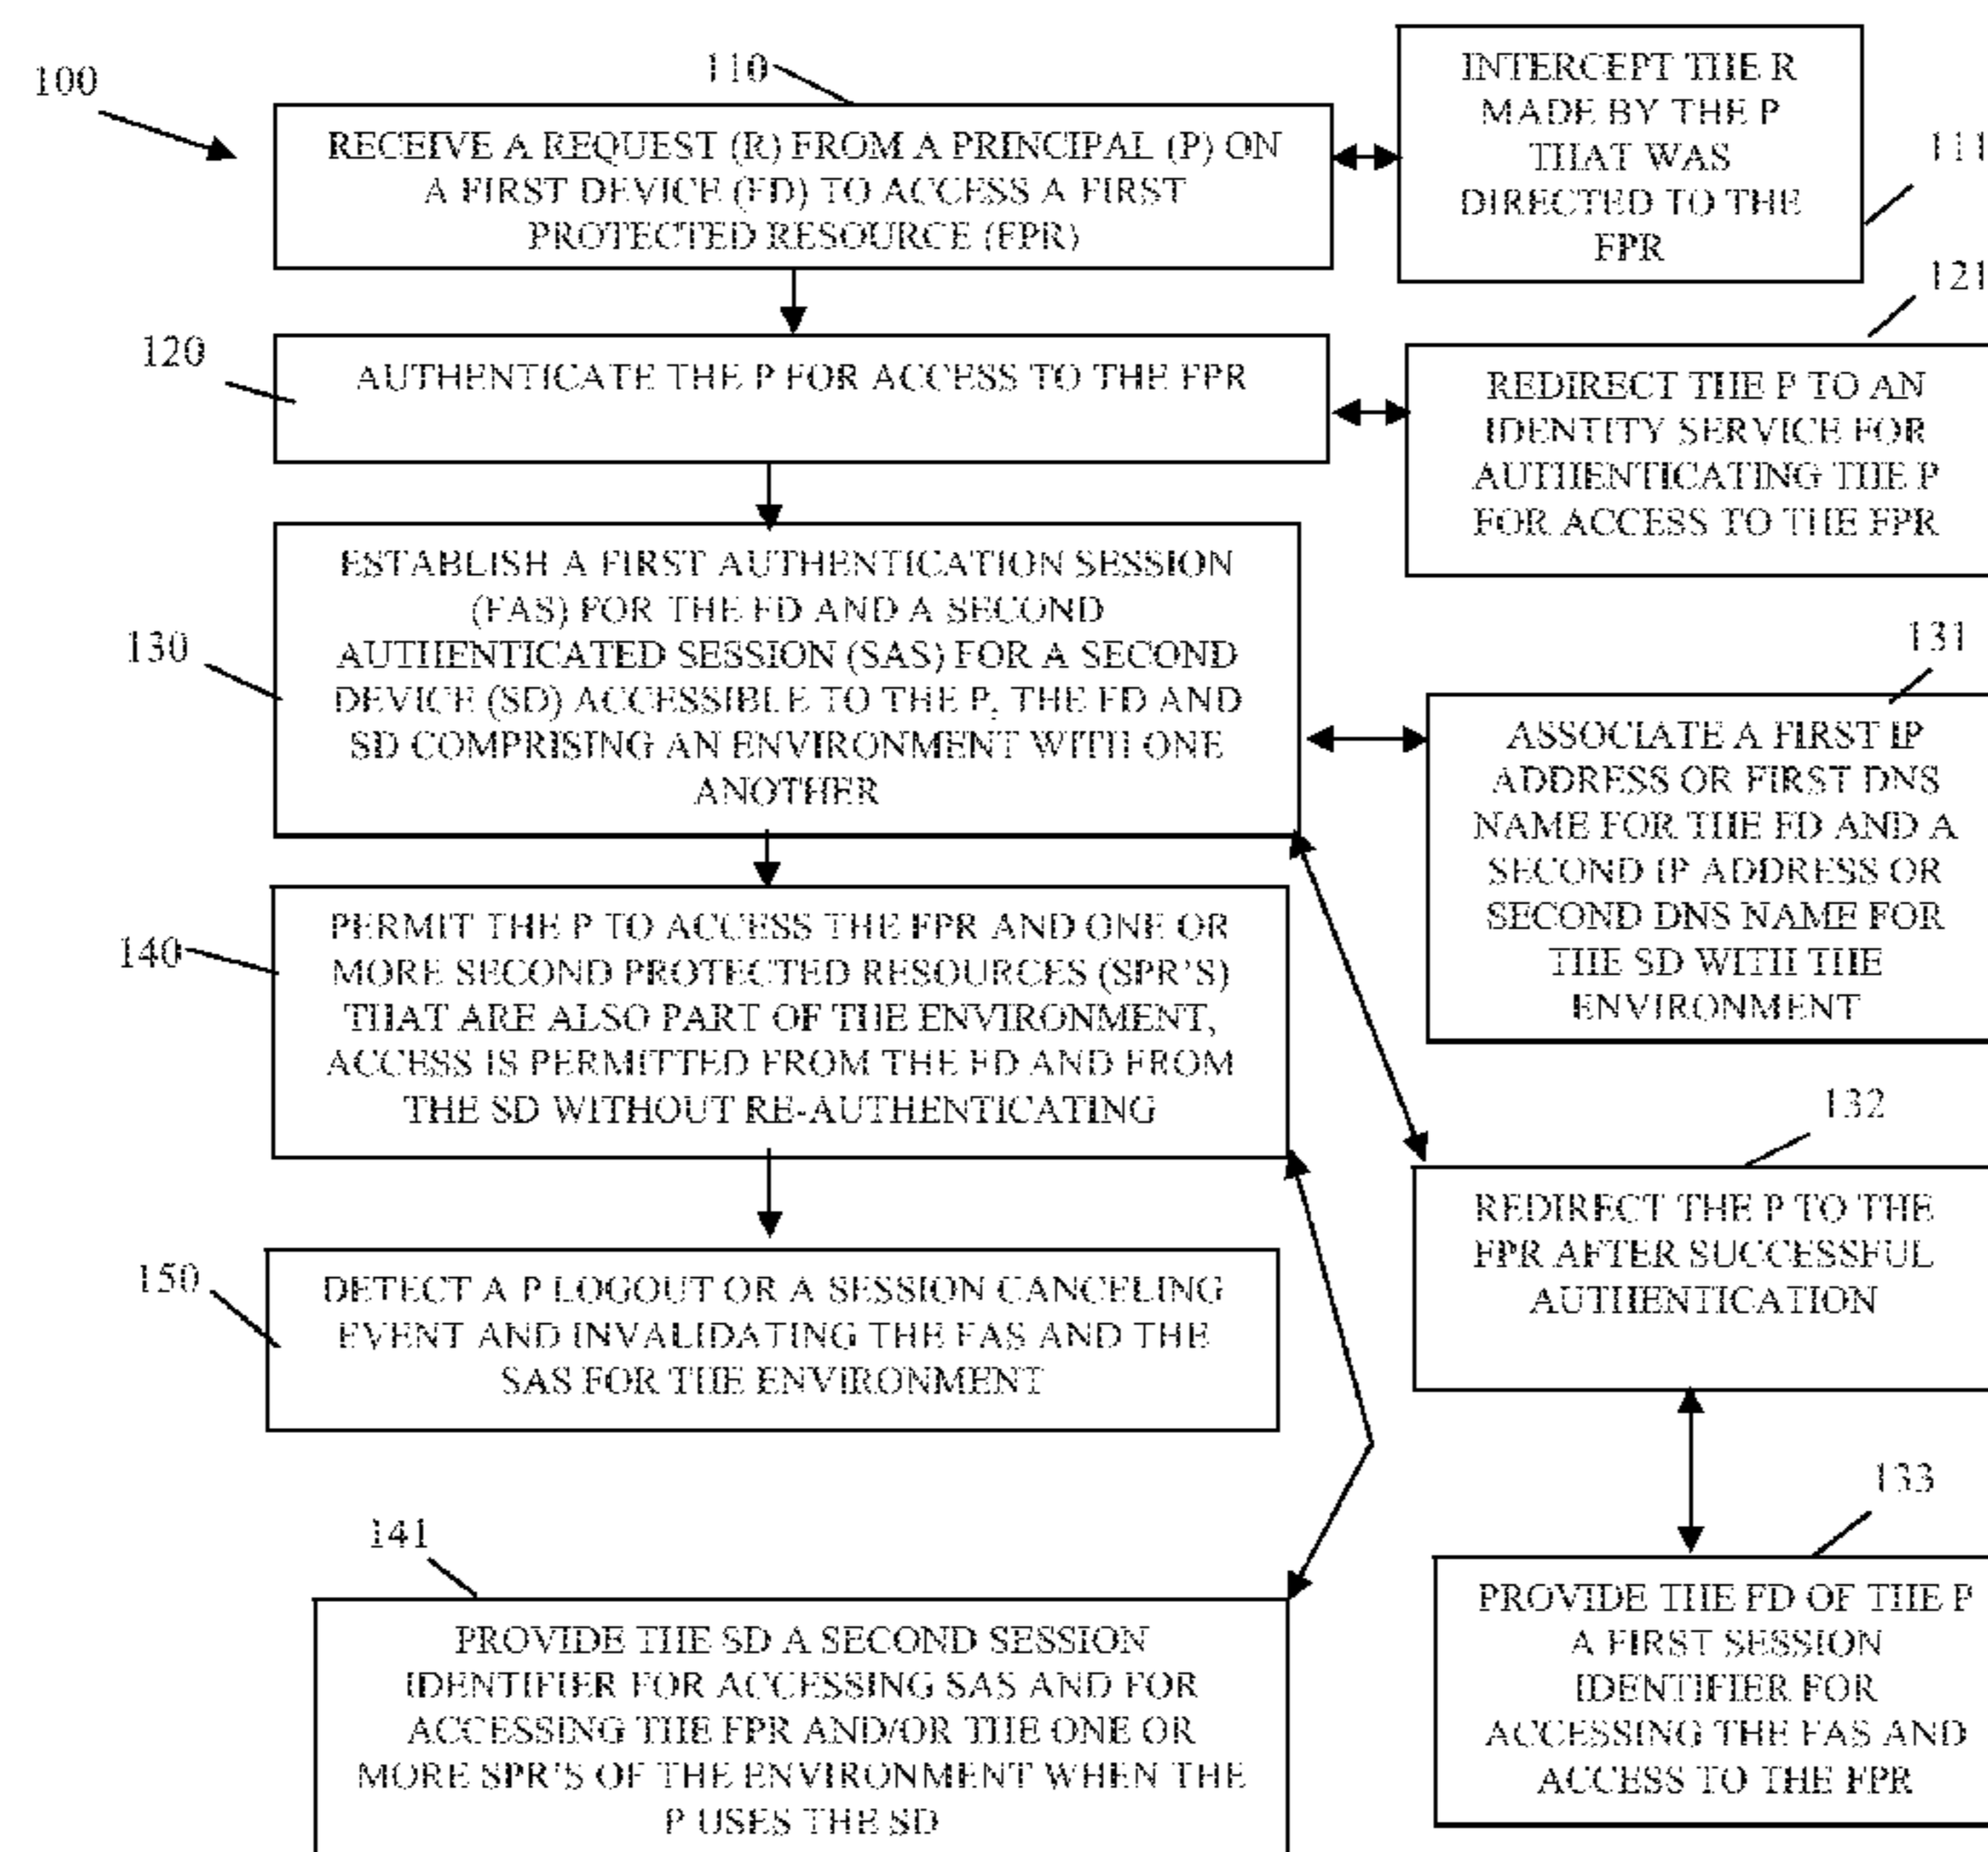 100
110
RECEIVE A REQUEST (R) FROM A PRINCIPAL (P) ON
A FIRST DEVICE (FD) TO ACCESS A FIRST
PROTECTED RESOURCE (FPR)
INTERCEPT THE R
MADE BY THE P
THAT WAS
DIRECTED TO THE
FPR
111
120
AUTHENTICATE THE P FOR ACCESS TO THE FPR
121
REDIRECT THE P TO AN
IDENTITY SERVICE FOR
AUTHENTICATING THE P
FOR ACCESS TO THE FPR
130
ESTABLISH A FIRST AUTHENTICATION SESSION
(FAS) FOR THE FD AND A SECOND
AUTHENTICATED SESSION (SAS) FOR A SECOND
DEVICE (SD) ACCESSIBLE TO THE P, THE FD AND
SD COMPRISING AN ENVIRONMENT WITH ONE
ANOTHER
131
ASSOCIATE A FIRST IP
ADDRESS OR FIRST DNS
NAME FOR THE FD AND A
SECOND IP ADDRESS OR
SECOND DNS NAME FOR
THE SD WITH THE
ENVIRONMENT
140
PERMIT THE P TO ACCESS THE FPR AND ONE OR
MORE SECOND PROTECTED RESOURCES (SPR'S)
THAT ARE ALSO PART OF THE ENVIRONMENT,
ACCESS IS PERMITTED FROM THE FD AND FROM
THE SD WITHOUT RE-AUTHENTICATING
132
REDIRECT THE P TO THE
FPR AFTER SUCCESSFUL
AUTHENTICATION
150
DETECT A P LOGOUT OR A SESSION CANCELING
EVENT AND INVALIDATING THE FAS AND THE
SAS FOR THE ENVIRONMENT
133
PROVIDE THE FD OF THE P
A FIRST SESSION
IDENTIFIER FOR
ACCESSING THE FAS AND
ACCESS TO THE FPR
141
PROVIDE THE SD A SECOND SESSION
IDENTIFIER FOR ACCESSING SAS AND FOR
ACCESSING THE FPR AND/OR THE ONE OR
MORE SPR'S OF THE ENVIRONMENT WHEN THE
P USES THE SD